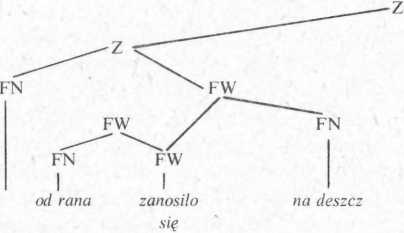 Z
Z
FN FW
FW FN
FN FW
od rana zanosiło na deszcz
się